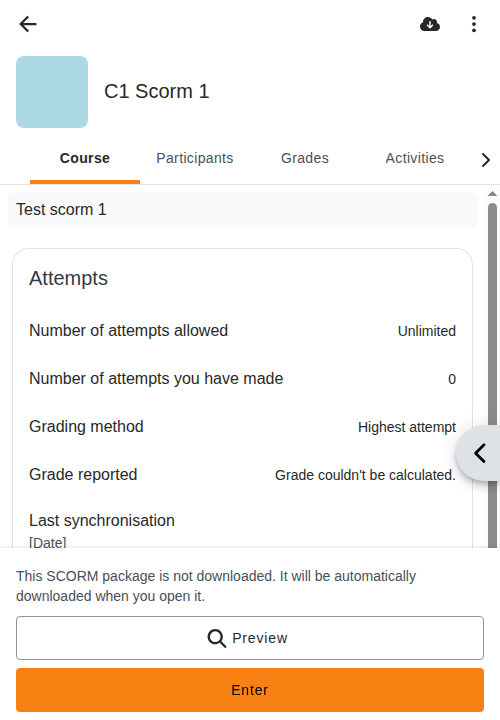 C1 Scorm 1
Course Participants Grades Activities
Test scorm 1
Attempts
Number of attempts allowed Unlimited
Number of attempts you have made 0
Grading method Highest attempt
Grade reported Grade couldn't be calculated.
Last synchronisation
[Date]
This SCORM package is not downloaded. It will be automatically
downloaded when you open it.
Preview
Enter